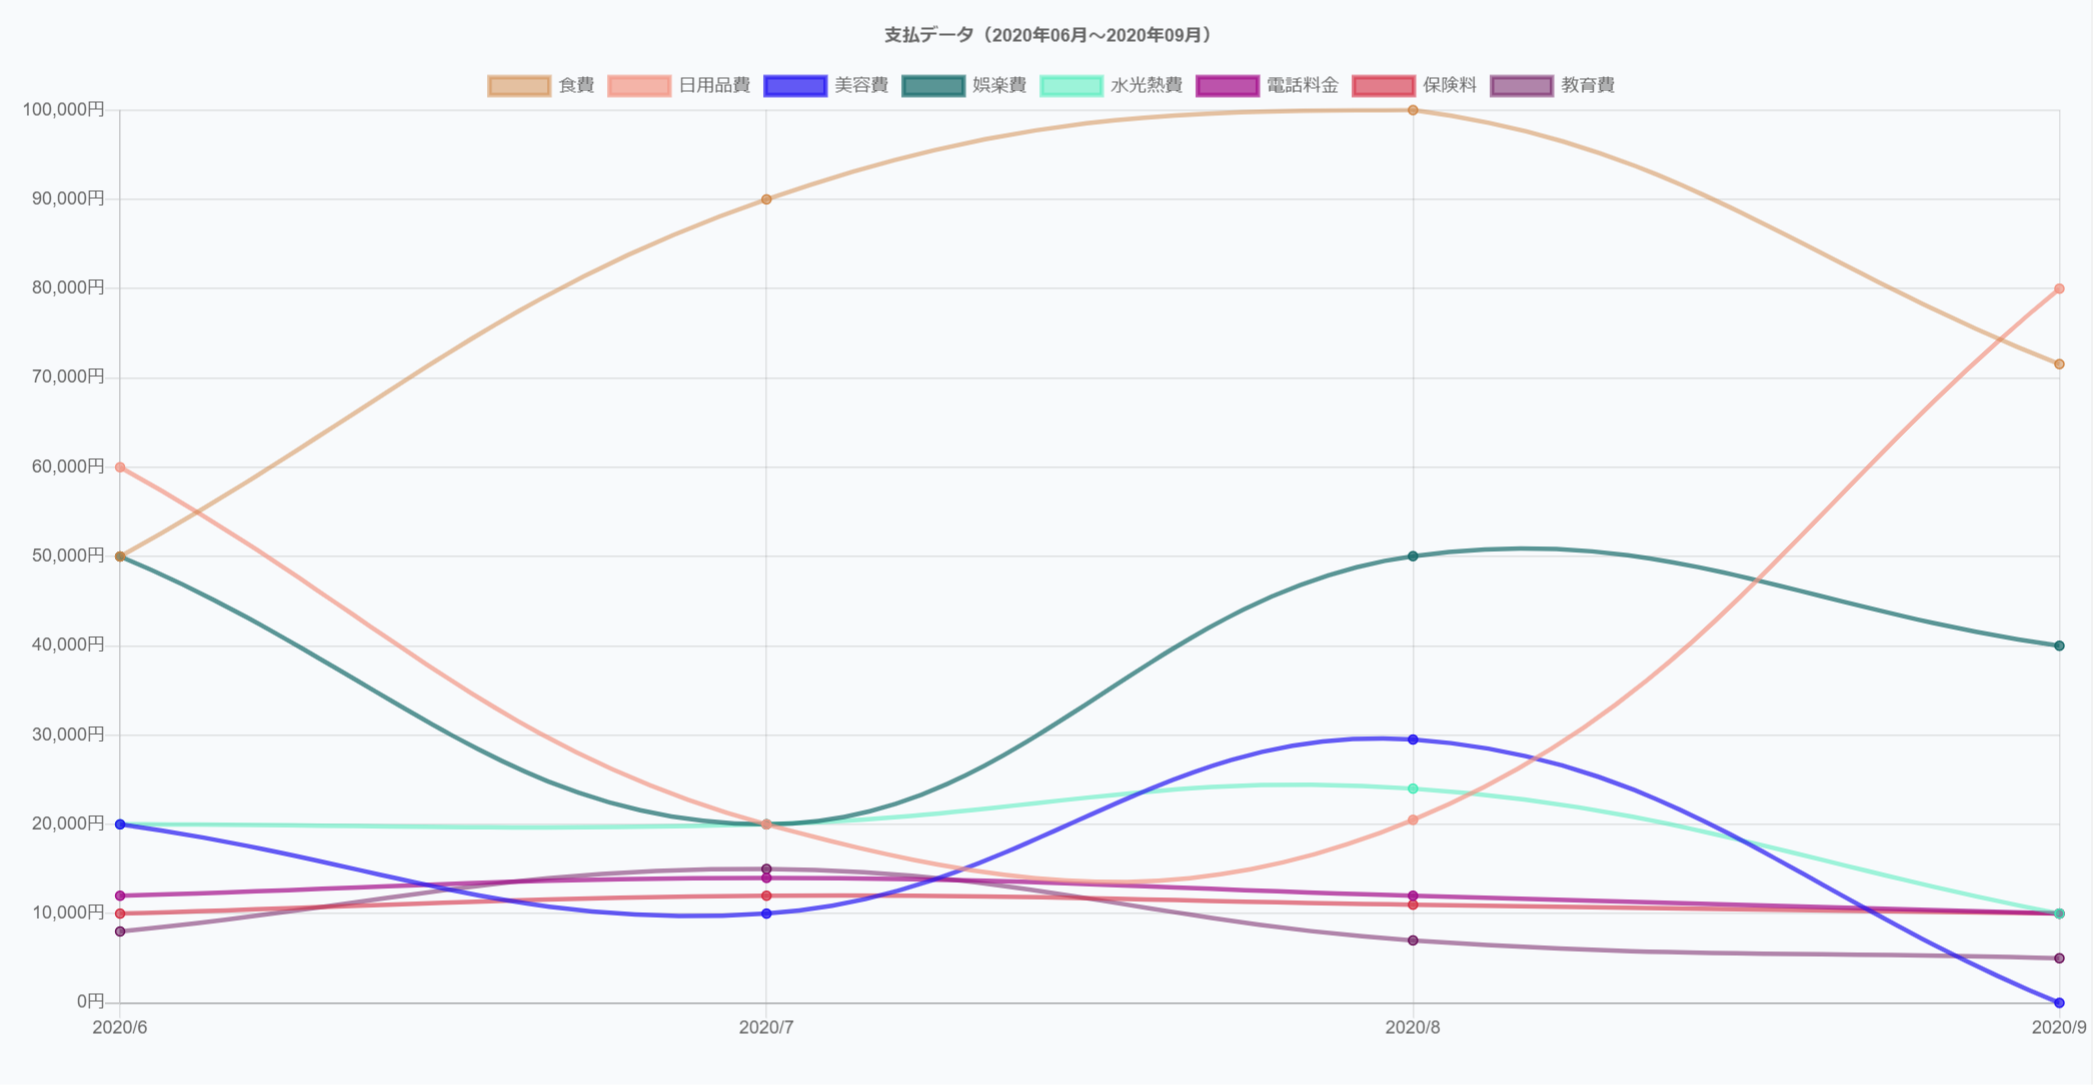 支払データ（2020年06月〜2020年09月）
食費 日用品費 美容費 娯楽費 水光熱費 電話料金 保険料 教育費
100,000円
90,000円
80,000円
70,000円
60,000円
50,000円
40,000円
30,000円
20,000円
10,000円
0円
2020/6 2020/7 2020/8 2020/9